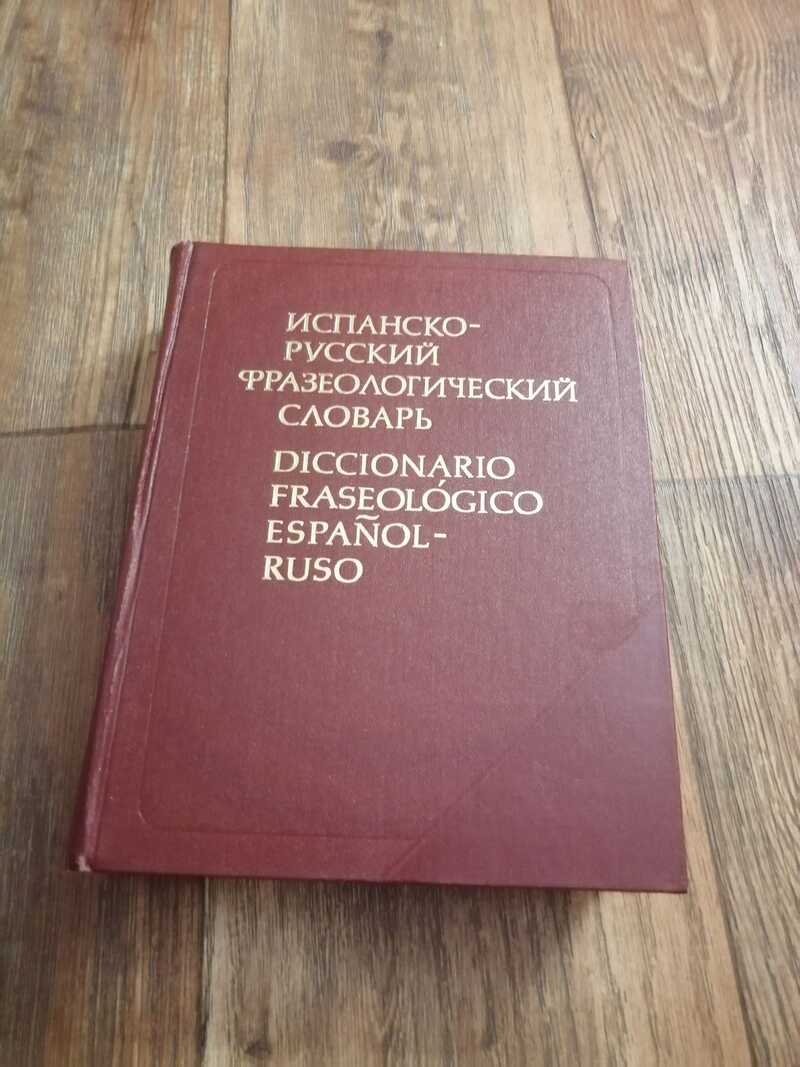 ИСПАНСКО-
РУССКИЙ
ФРАЗЕОЛОГИЧЕСКИЙ
СЛОВАРЬ
DICCIONARIO
FRASEOLÓGICO
ESPAÑOL-
RUSO